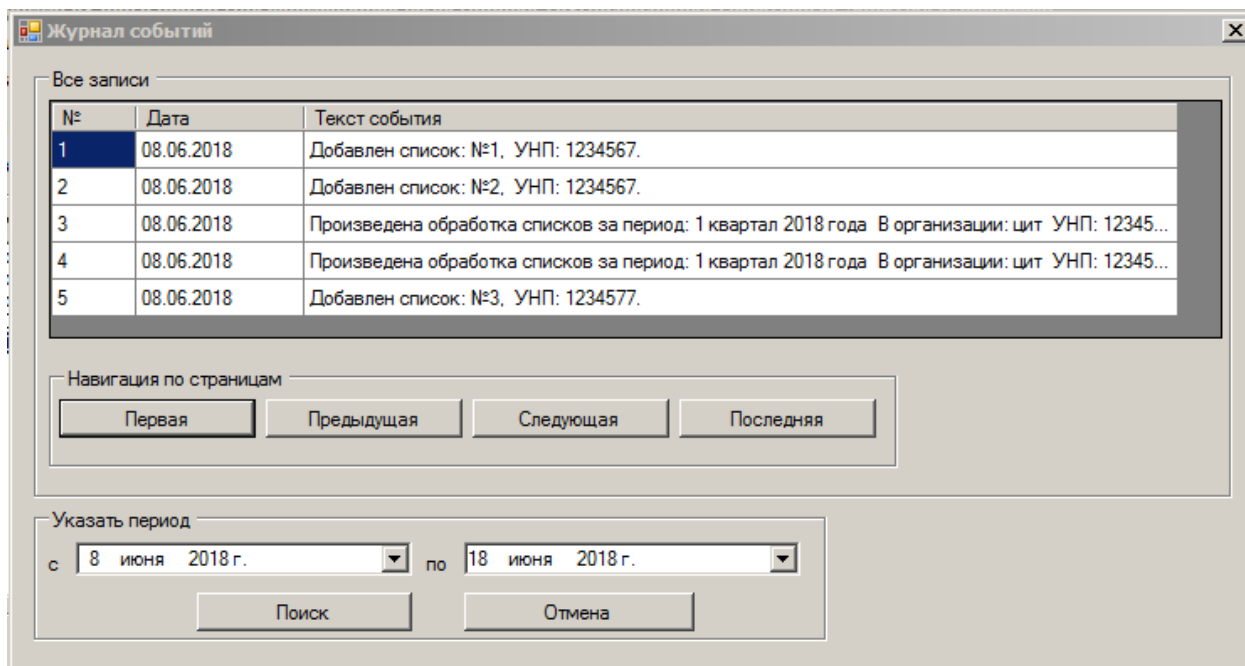 Журнал событий
Все записи
№ Дата Текст события
1 08.06.2018 Добавлен список: №1, УНП: 1234567.
2 08.06.2018 Добавлен список: №2, УНП: 1234567.
3 08.06.2018 Произведена обработка списков за период: 1 квартал 2018 года В организации: цит УНП: 12345...
4 08.06.2018 Произведена обработка списков за период: 1 квартал 2018 года В организации: цит УНП: 12345...
5 08.06.2018 Добавлен список: №3, УНП: 1234577.
Навигация по страницам
Первая Предыдущая Следующая Последняя
Указать период
с 8 июня 2018 г. по 18 июня 2018 г.
Поиск Отмена